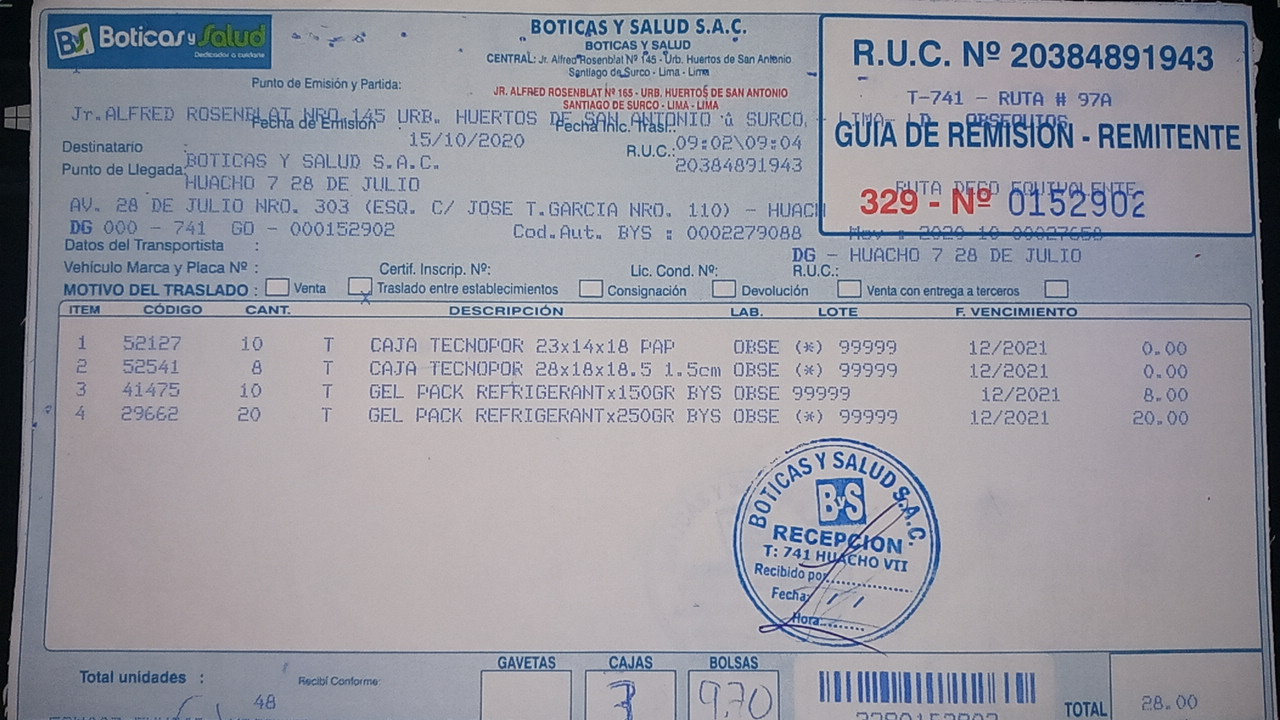 Boticas y Salud
Dedicados a cuidarte
BOTICAS Y SALUD S.A.C.
BOTICAS Y SALUD
CENTRAL: Jr. Alfred Rosenblat Nº 145 - Urb. Huertos de San Antonio
Santiago de Surco - Lima - Lima
JR. ALFRED ROSENBLAT Nº 165 - URB. HUERTOS DE SAN ANTONIO
SANTIAGO DE SURCO - LIMA - LIMA
R.U.C. Nº 20384891943
T-741 - RUTA # 97A
GUIA DE REMISION - REMITENTE
329 - Nº 0152902
Punto de Emisión y Partida:
Jr.ALFRED ROSENBLAT NRO.145 URB. HUERTOS DE SAN ANTONIO û SURCO
Fecha de Emisión 15/10/2020 Fecha Inic. Trasl.: 09:02\09:04
Destinatario : BOTICAS Y SALUD S.A.C. R.U.C.: 20384891943
Punto de Llegada: HUACHO 7 28 DE JULIO
AV. 28 DE JULIO NRO. 303 (ESQ. C/ JOSE T.GARCIA NRO. 110) - HUACH
DG 000 - 741 GO - 000152902 Cod.Aut. BYS : 0002279088
Datos del Transportista : DG - HUACHO 7 28 DE JULIO
Vehículo Marca y Placa Nº : Certif. Inscrip. Nº: Lic. Cond. Nº: R.U.C.:
MOTIVO DEL TRASLADO : Venta X Traslado entre establecimientos Consignación Devolución Venta con entrega a terceros
ITEM CÓDIGO CANT. DESCRIPCIÓN LAB. LOTE F. VENCIMIENTO
1 52127 10 T CAJA TECNOPOR 23x14x18 PAP OBSE (*) 99999 12/2021 0.00
2 52541 8 T CAJA TECNOPOR 28x18x18.5 1.5cm OBSE (*) 99999 12/2021 0.00
3 41475 10 T GEL PACK REFRIGERANTx150GR BYS OBSE 99999 12/2021 8.00
4 29662 20 T GEL PACK REFRIGERANTx250GR BYS OBSE (*) 99999 12/2021 20.00
BOTICAS Y SALUD S.A.C.
ByS
RECEPCION
T: 741 HUACHO VII
Recibido por
Fecha: / /
Hora:
Total unidades : 48 Recibí Conforme:
GAVETAS CAJAS BOLSAS
TOTAL 28.00